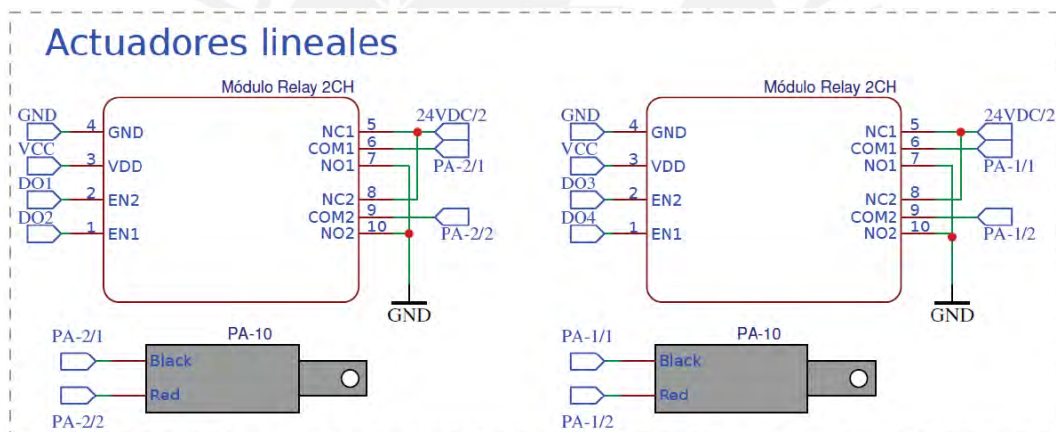 Actuadores lineales
Módulo Relay 2CH
GND 4 GND
VCC 3 VDD
DO1 2 EN2
DO2 1 EN1
NC1 5 24VDC/2
COM1 6 PA-2/1
NO1 7
NC2 8
COM2 9 PA-2/2
NO2 10
GND
PA-10
PA-2/1 Black
PA-2/2 Red
Módulo Relay 2CH
GND 4 GND
VCC 3 VDD
DO3 2 EN2
DO4 1 EN1
NC1 5 24VDC/2
COM1 6 PA-1/1
NO1 7
NC2 8
COM2 9 PA-1/2
NO2 10
GND
PA-10
PA-1/1 Black
PA-1/2 Red